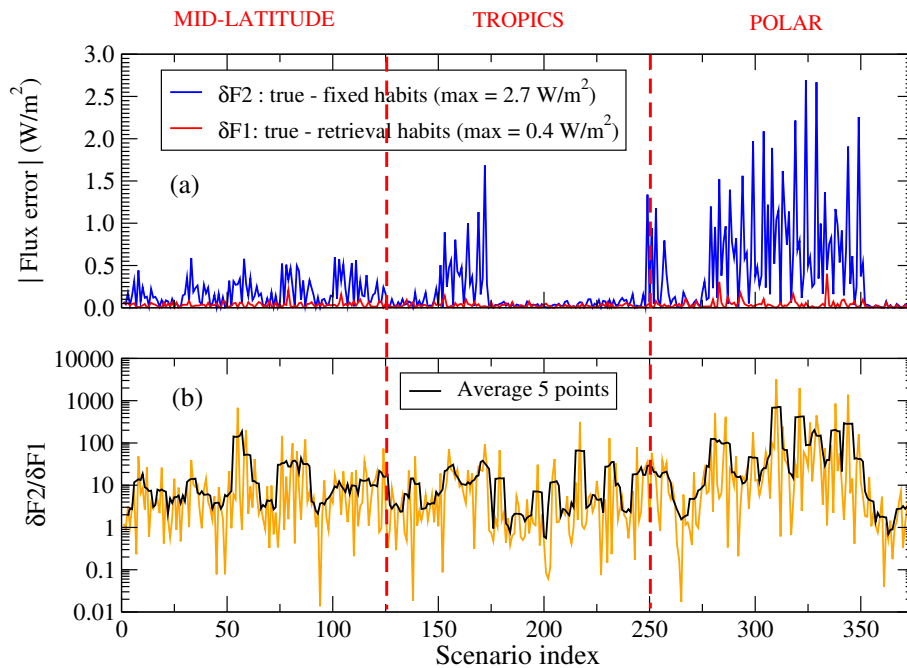 MID-LATITUDE TROPICS POLAR
3.0
2.5
2.0
1.5
1.0
0.5
0.0
| Flux error | (W/m²)
δF2 : true - fixed habits (max = 2.7 W/m²)
δF1: true - retrieval habits (max = 0.4 W/m²)
(a)
10000
1000
100
10
1
0.1
0.01
δF2/δF1
(b)
Average 5 points
0 50 100 150 200 250 300 350
Scenario index